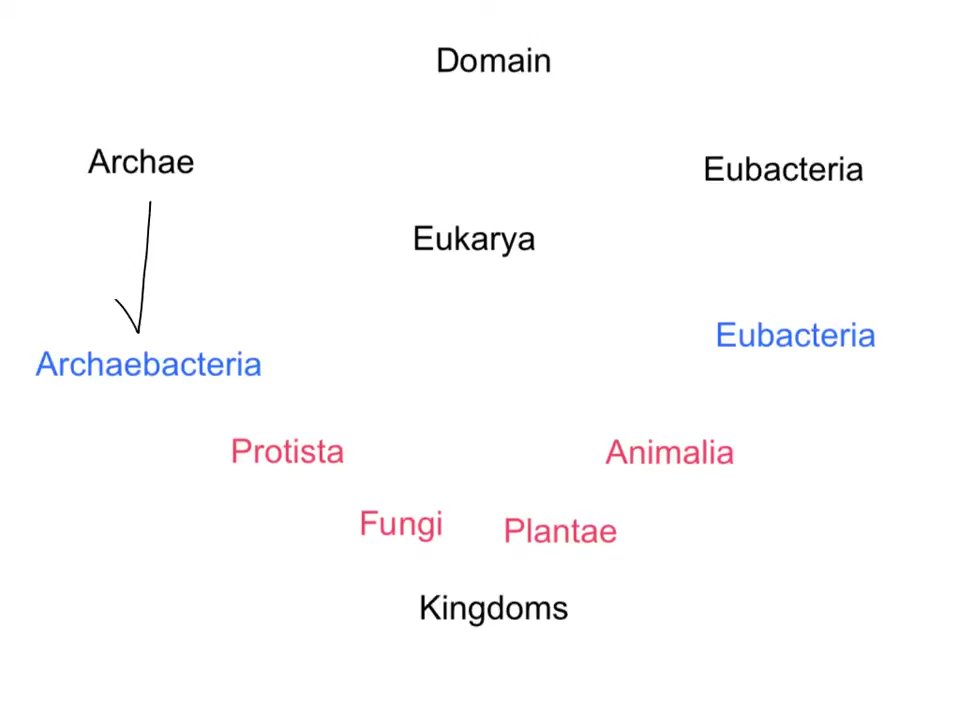 Domain
Archae
Eubacteria
Eukarya
Eubacteria
Archaebacteria
Protista
Animalia
Fungi
Plantae
Kingdoms